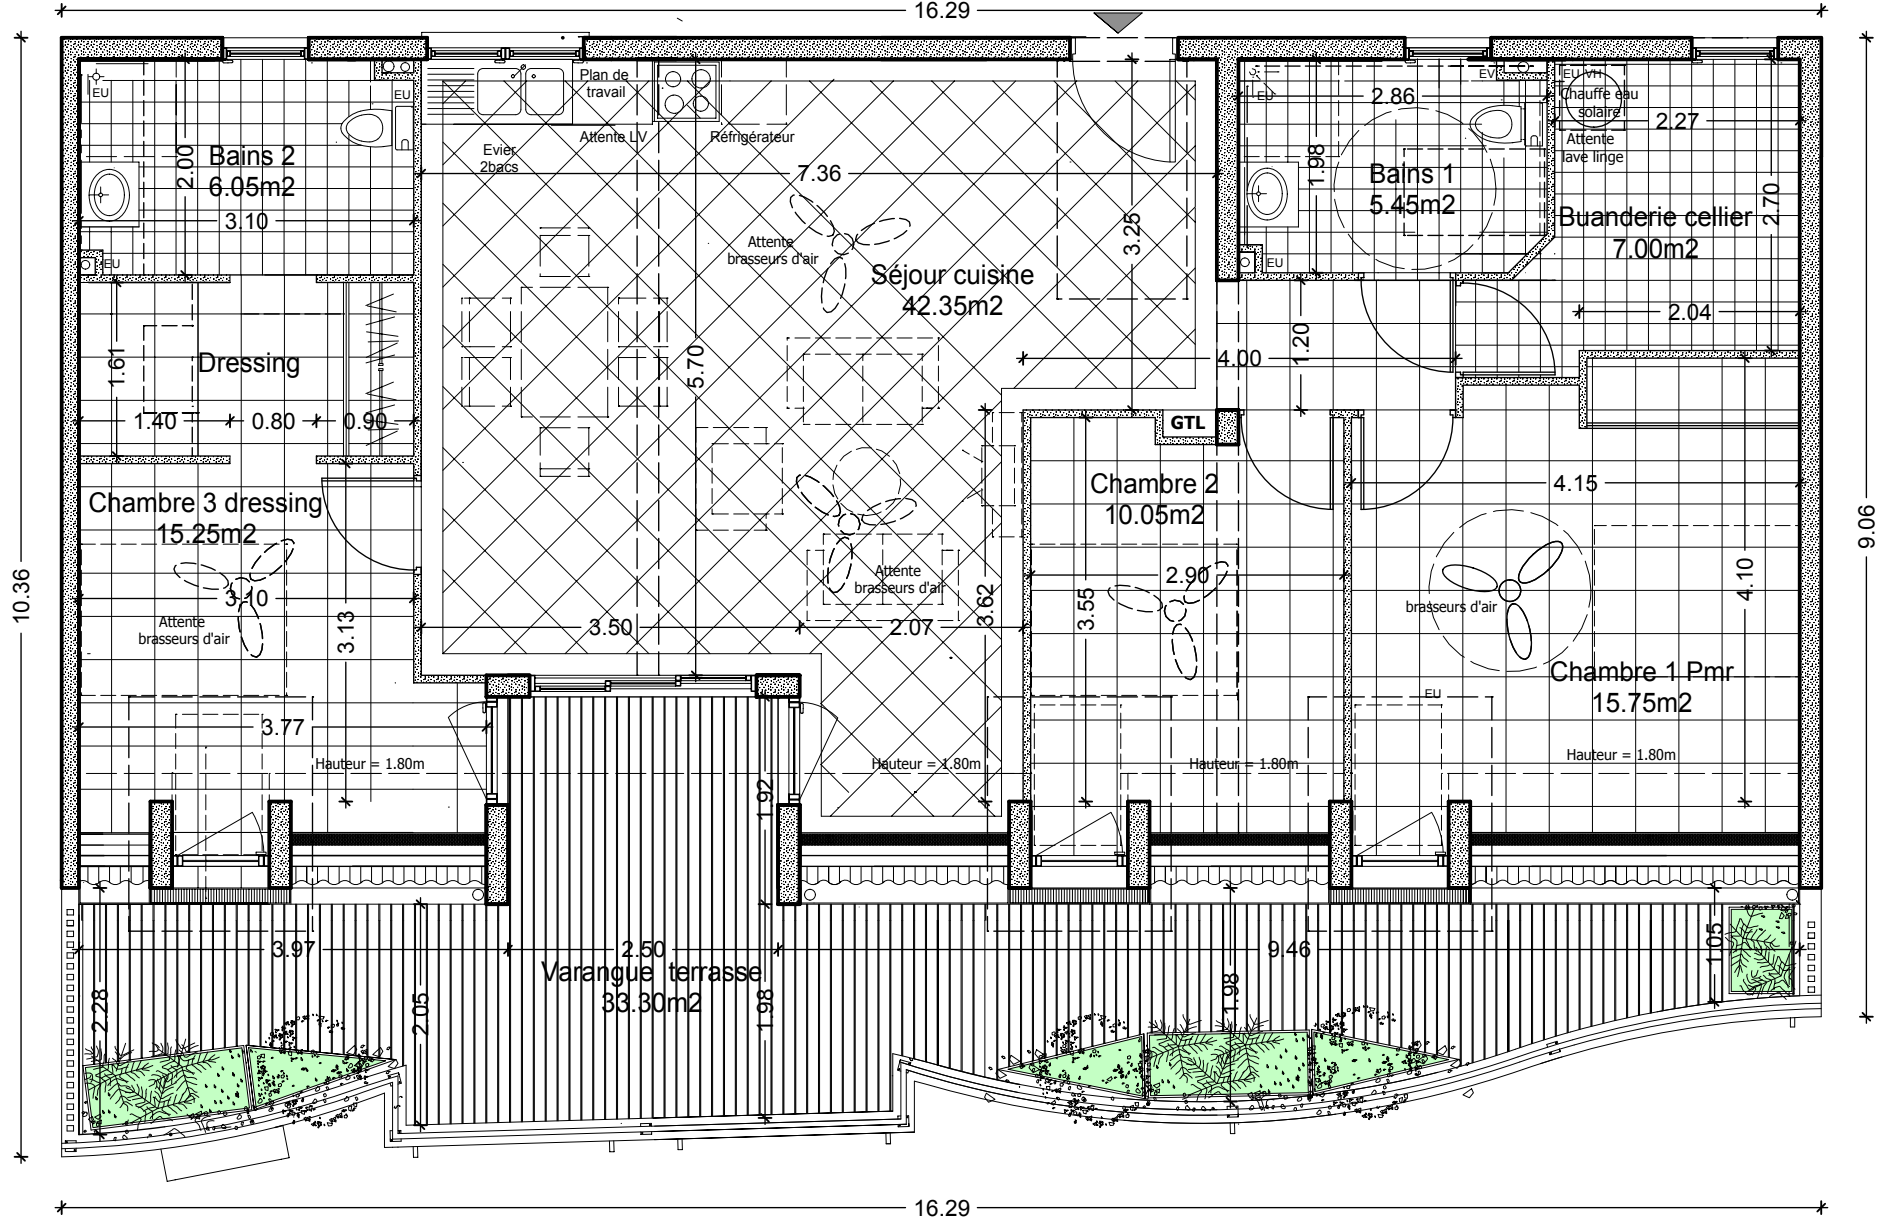 16.29
Plan de
travail
EU
EU
EU
EV
EU VH
Chauffe eau
solaire
2.86
2.27
Evier
2bacs
Attente LV
Réfrigérateur
Attente
lave linge
Bains 2
6.05m2
2.00
3.10
7.36
1.98
Bains 1
5.45m2
2.70
Buanderie cellier
7.00m2
3.25
Attente
brasseurs d'air
Séjour cuisine
42.35m2
EU
EU
2.04
1.20
4.00
1.61
Dressing
5.70
1.40
0.80
0.90
GTL
Chambre 3 dressing
15.25m2
Chambre 2
10.05m2
4.15
10.36
9.06
3.10
Attente
brasseurs d'air
3.13
Attente
brasseurs d'air
3.62
3.55
2.90
brasseurs d'air
4.10
3.50
2.07
Chambre 1 Pmr
15.75m2
EU
3.77
Hauteur = 1.80m
Hauteur = 1.80m
Hauteur = 1.80m
Hauteur = 1.80m
1.92
3.97
2.50
9.46
1.05
Varangue terrasse
33.30m2
2.28
2.05
1.98
1.98
16.29